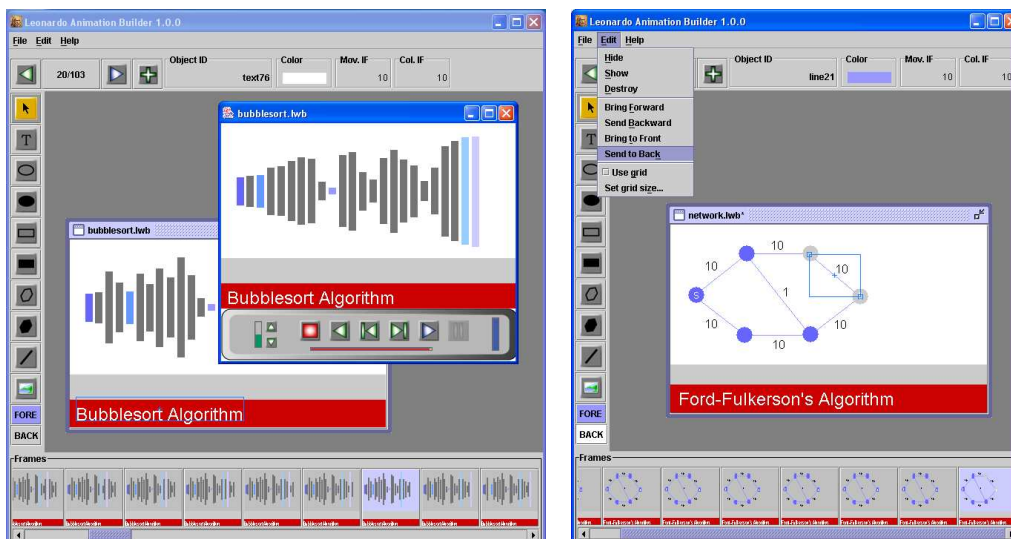 Leonardo Animation Builder 1.0.0
File Edit Help
20/103
Object ID
text76
Color
Mov. IF
10
Col. IF
10
T
bubblesort.lwb
Bubblesort Algorithm
bubblesort.lwb
Bubblesort Algorithm
FORE
BACK
Frames
Leonardo Animation Builder 1.0.0
File Edit Help
Hide
Show
Destroy
Bring Forward
Send Backward
Bring to Front
Send to Back
Use grid
Set grid size...
Object ID
line21
Color
Mov. IF
10
Col. IF
10
T
network.lwb*
10
10
10
S
1
10
10
10
Ford-Fulkerson's Algorithm
FORE
BACK
Frames